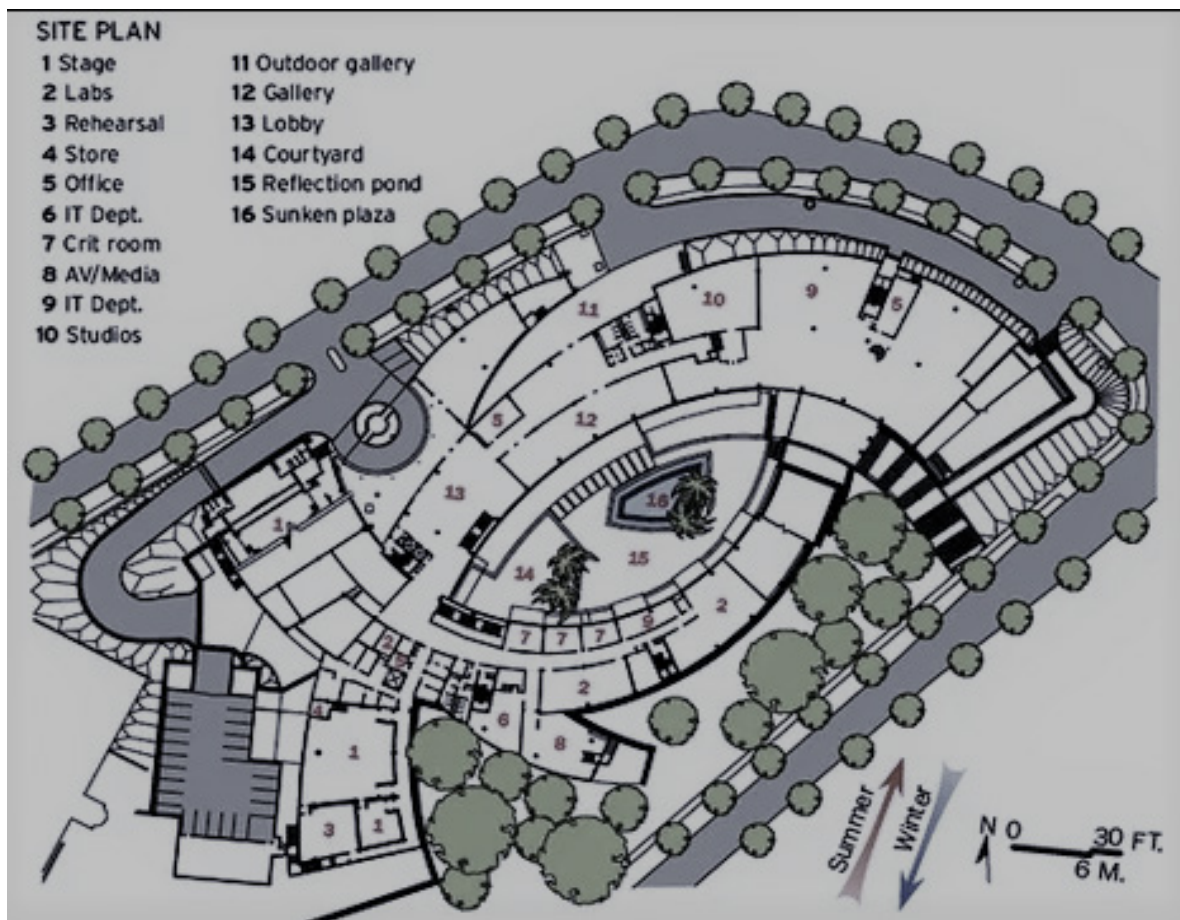 SITE PLAN
1 Stage
2 Labs
3 Rehearsal
4 Store
5 Office
6 IT Dept.
7 Crit room
8 AV/Media
9 IT Dept.
10 Studios
11 Outdoor gallery
12 Gallery
13 Lobby
14 Courtyard
15 Reflection pond
16 Sunken plaza
11
10
9
5
5
12
13
16
1
14
15
7
7
7
9
2
2
2
4
6
8
1
3
1
Summer
Winter
N
0
30 FT.
6 M.